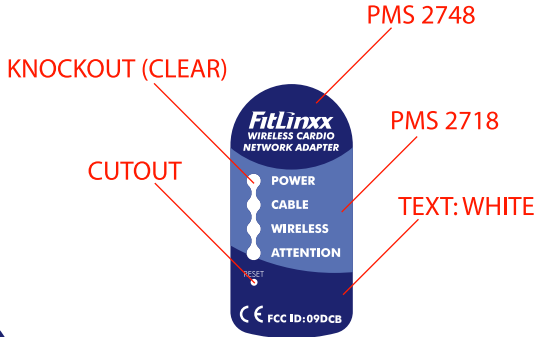 PMS 2748
KNOCKOUT (CLEAR)
FitLinxx
WIRELESS CARDIO
NETWORK ADAPTER
PMS 2718
CUTOUT
POWER
CABLE
WIRELESS
ATTENTION
TEXT: WHITE
RESET
CE FCC ID:09DCB